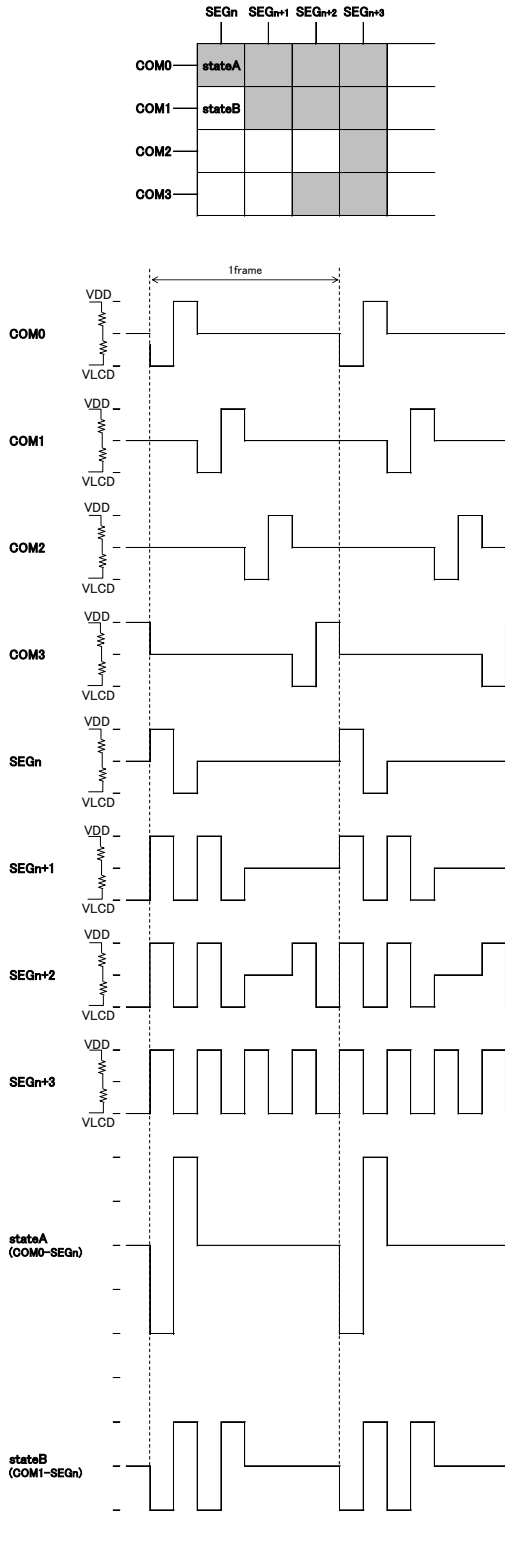 SEGn SEGn+1 SEGn+2 SEGn+3
COM0 stateA
COM1 stateB
COM2
COM3
1frame
VDD
COM0
VLCD
VDD
COM1
VLCD
VDD
COM2
VLCD
VDD
COM3
VLCD
VDD
SEGn
VLCD
VDD
SEGn+1
VLCD
VDD
SEGn+2
VLCD
VDD
SEGn+3
VLCD
stateA
(COM0-SEGn)
stateB
(COM1-SEGn)